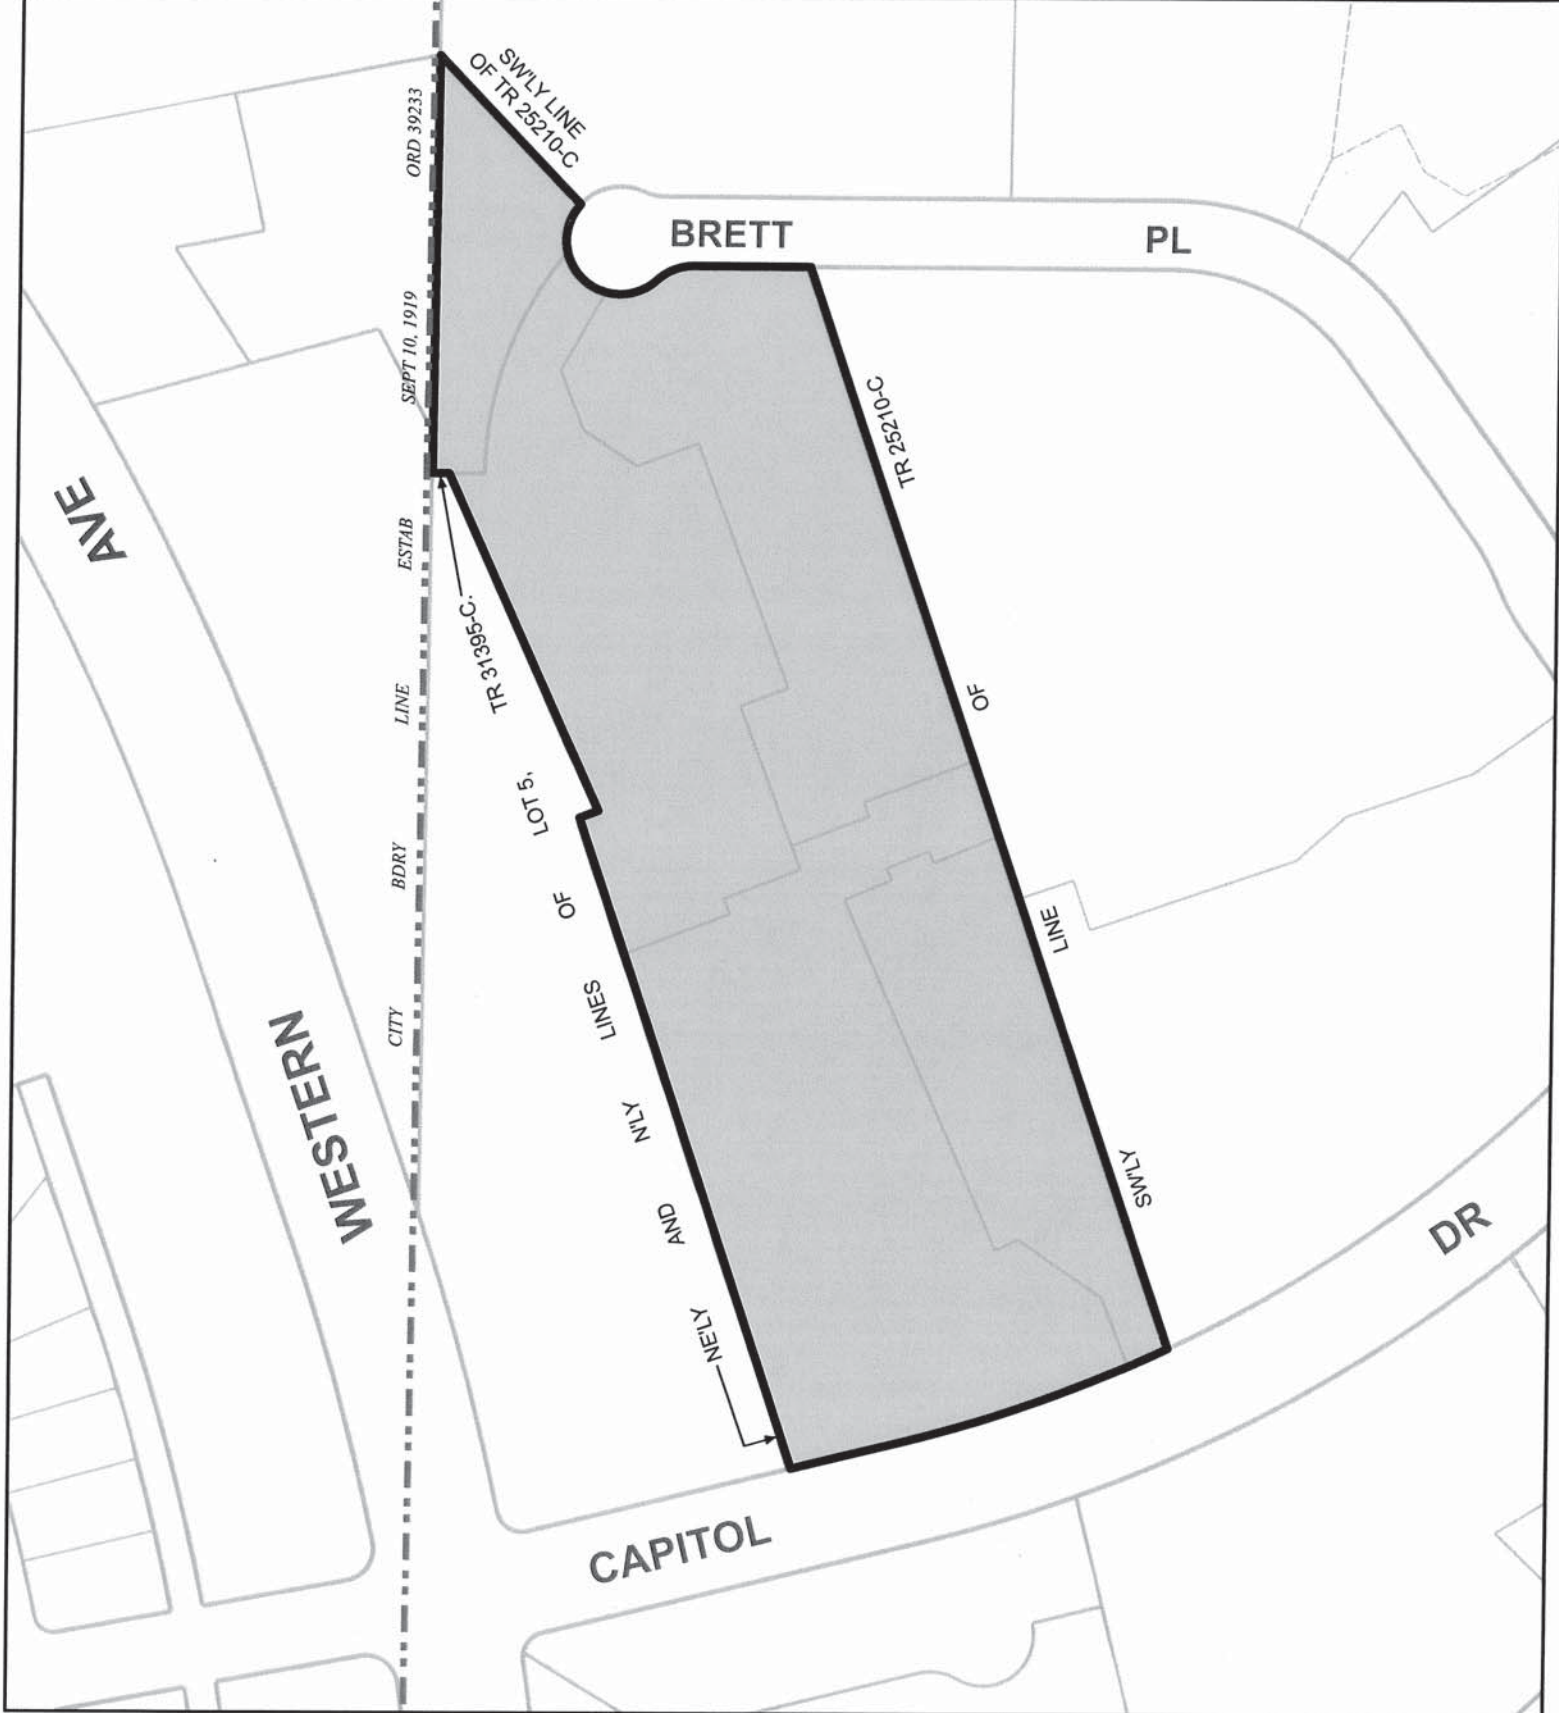 SW'LY LINE
OF TR 25210-C
BRETT PL
CITY BDRY LINE ESTAB SEPT 10, 1919 ORD 39233
WESTERN AVE
NE'LY AND N'LY LINES OF LOT 5, TR 31395-C.
SW'LY LINE OF TR 25210-C
CAPITOL DR